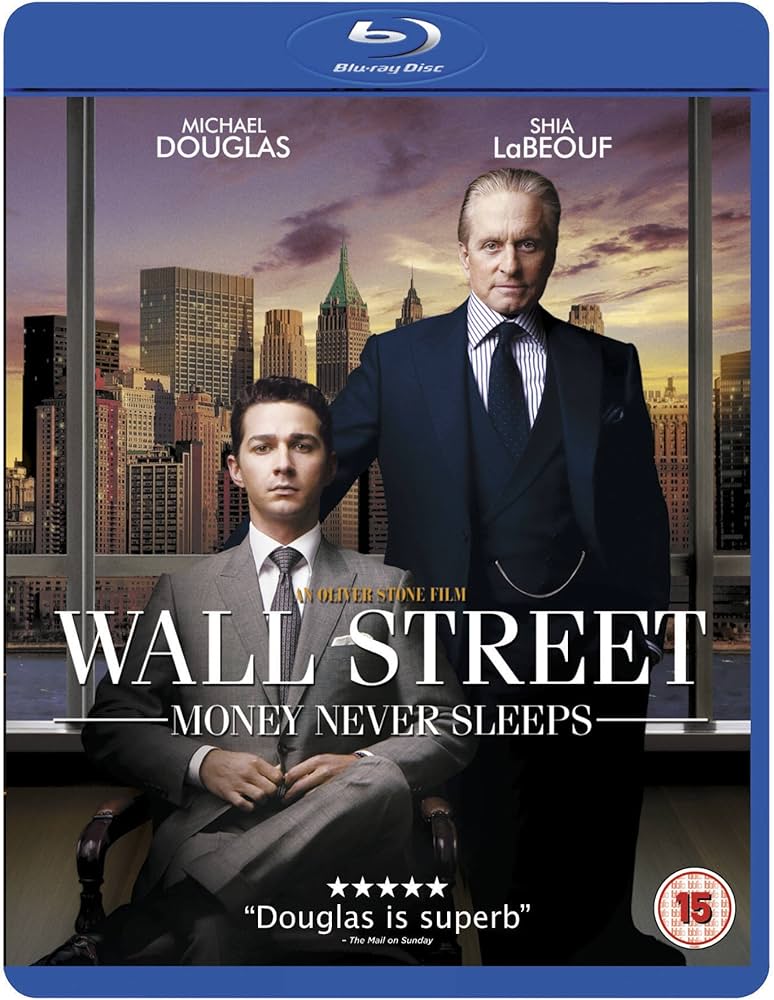 Blu-ray Disc
MICHAEL
DOUGLAS
SHIA
LaBEOUF
AN OLIVER STONE FILM
WALL STREET
MONEY NEVER SLEEPS
★★★★★
“Douglas is superb”
– The Mail on Sunday
15